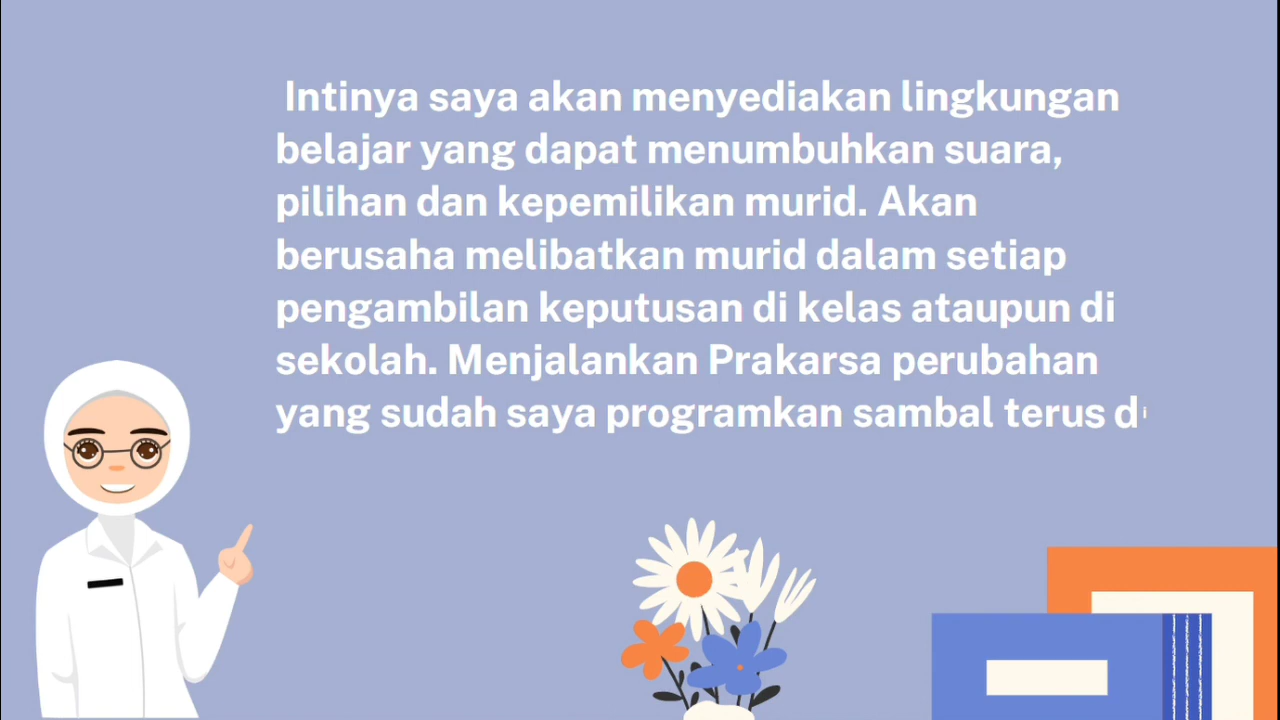 Intinya saya akan menyediakan lingkungan
belajar yang dapat menumbuhkan suara,
pilihan dan kepemilikan murid. Akan
berusaha melibatkan murid dalam setiap
pengambilan keputusan di kelas ataupun di
sekolah. Menjalankan Prakarsa perubahan
yang sudah saya programkan sambal terus di